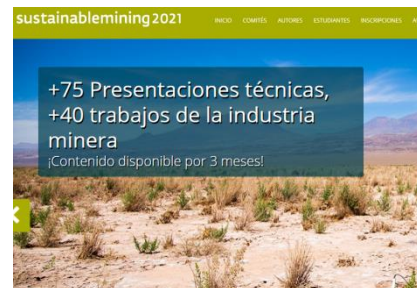 sustainablemining2021
INICIO COMITÉS AUTORES ESTUDIANTES INSCRIPCIONES
+75 Presentaciones técnicas,
+40 trabajos de la industria
minera
¡Contenido disponible por 3 meses!